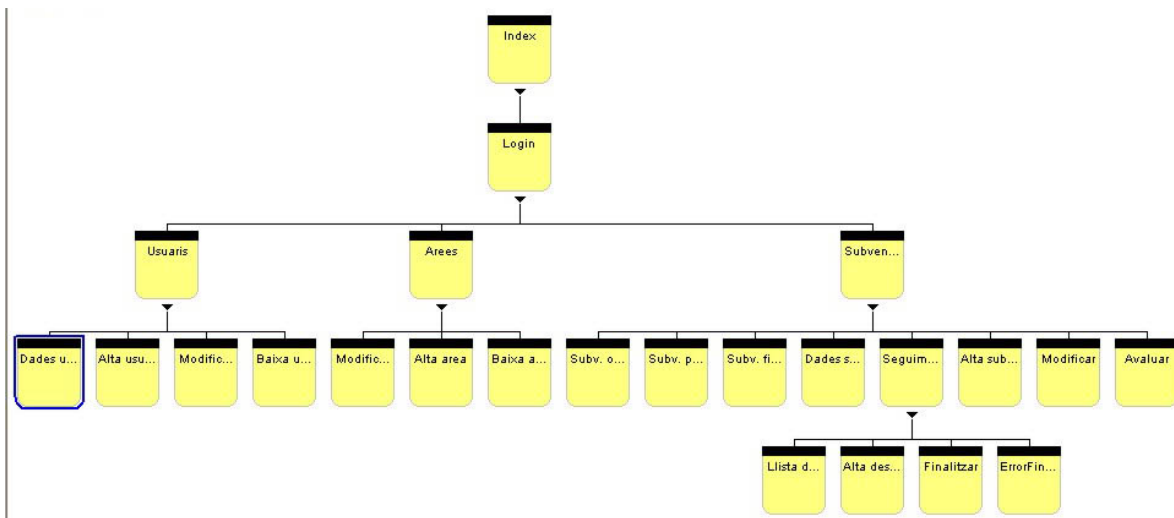 Index
Login
Usuaris
Arees
Subven...
Dades u...
Alta usu...
Modific...
Baixa u...
Modific...
Alta area
Baixa a...
Subv. o...
Subv. p...
Subv. fi...
Dades s...
Seguim...
Alta sub...
Modificar
Avaluar
Llista d...
Alta des...
Finalitzar
ErrorFin...